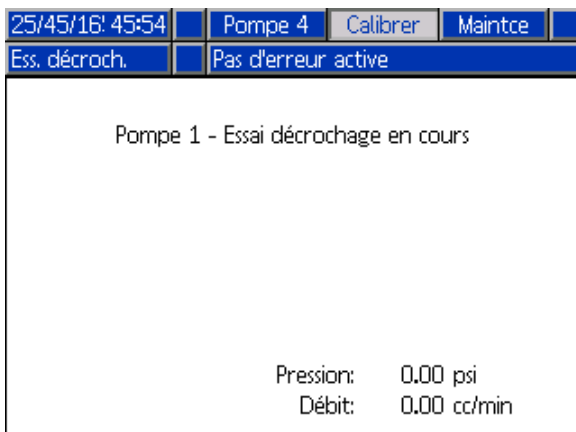 25/45/16! 45:54 Pompe 4 Calibrer Maintce
Ess. décroch. Pas d'erreur active
Pompe 1 - Essai décrochage en cours
Pression: 0.00 psi
Débit: 0.00 cc/min